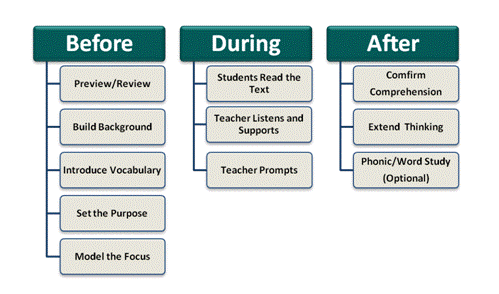 Before
Preview/Review
Build Background
Introduce Vocabulary
Set the Purpose
Model the Focus
During
Students Read the
Text
Teacher Listens and
Supports
Teacher Prompts
After
Comfirm
Comprehension
Extend Thinking
Phonic/Word Study
(Optional)